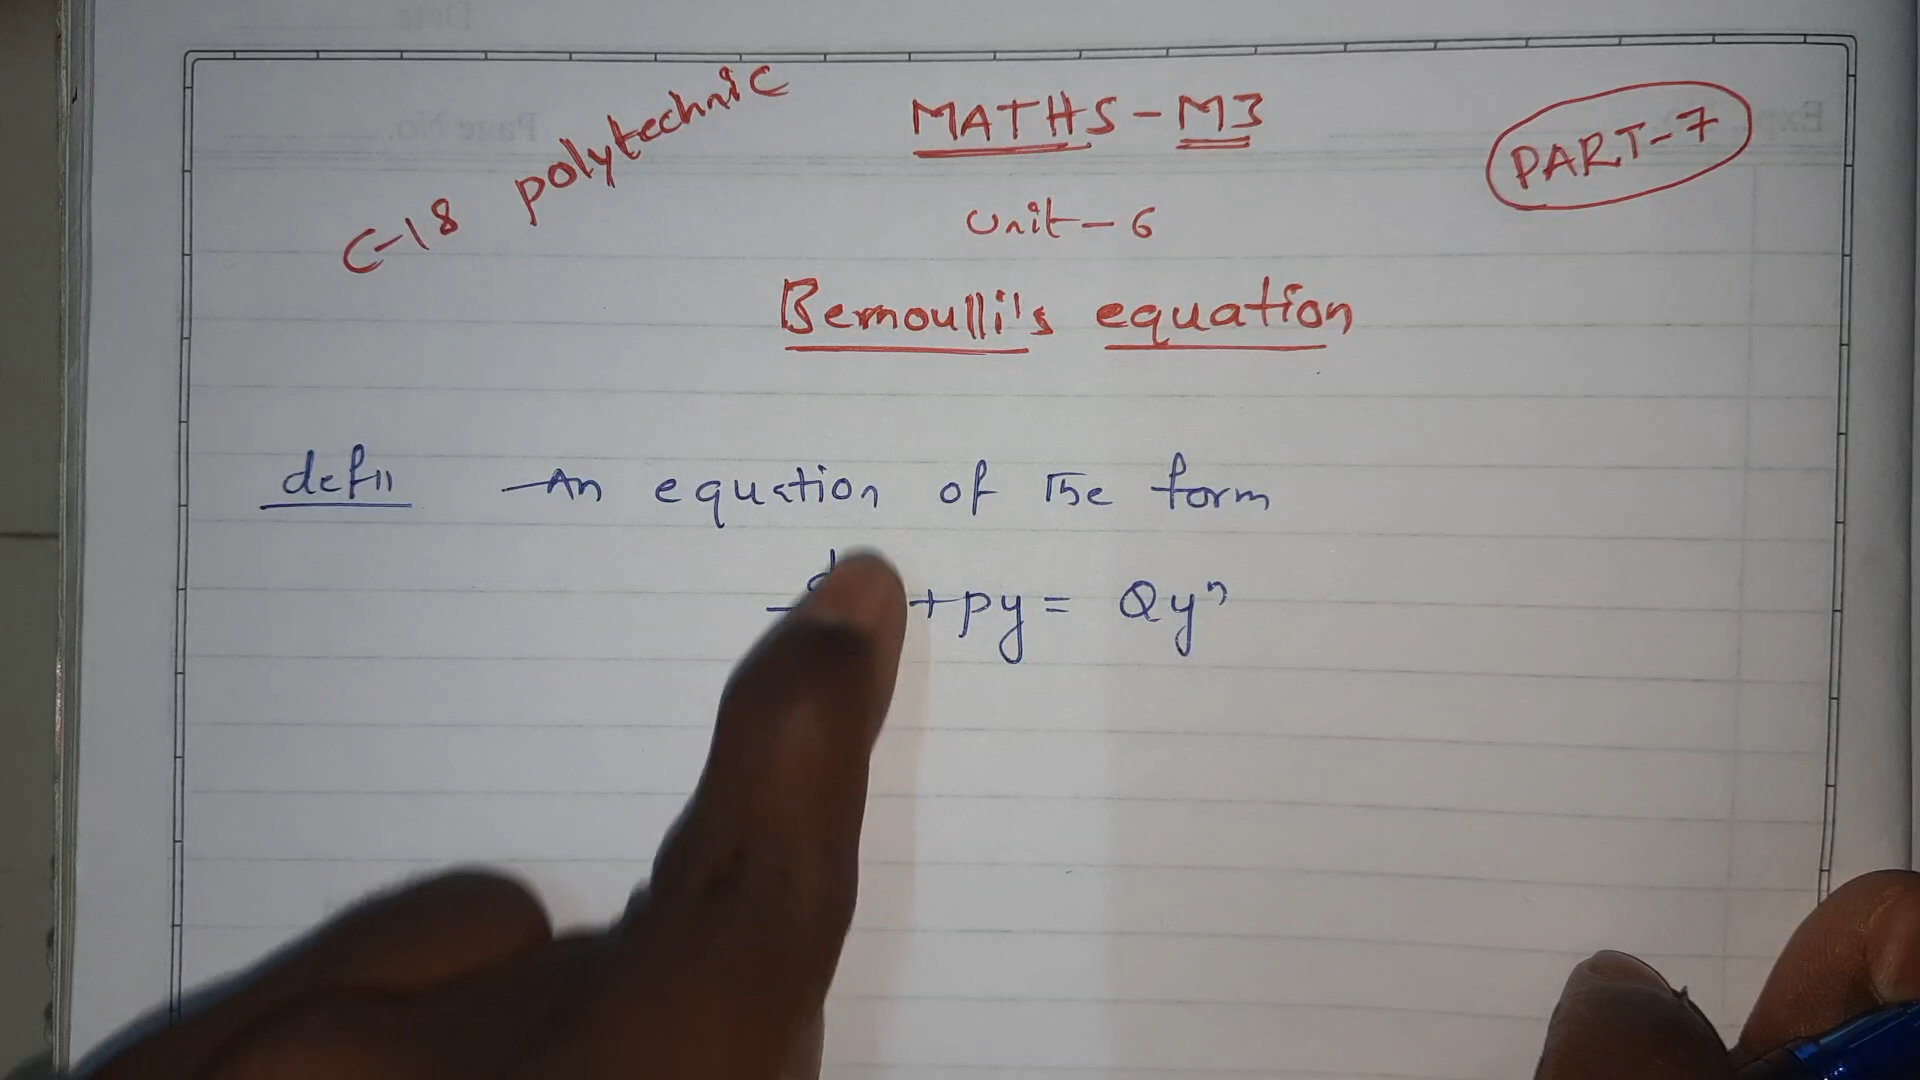 C-18 polytechnic
MATHS - M3
PART-7
Unit - 6
Bernoulli's equation
defn An equation of the form
+ py = Qyⁿ